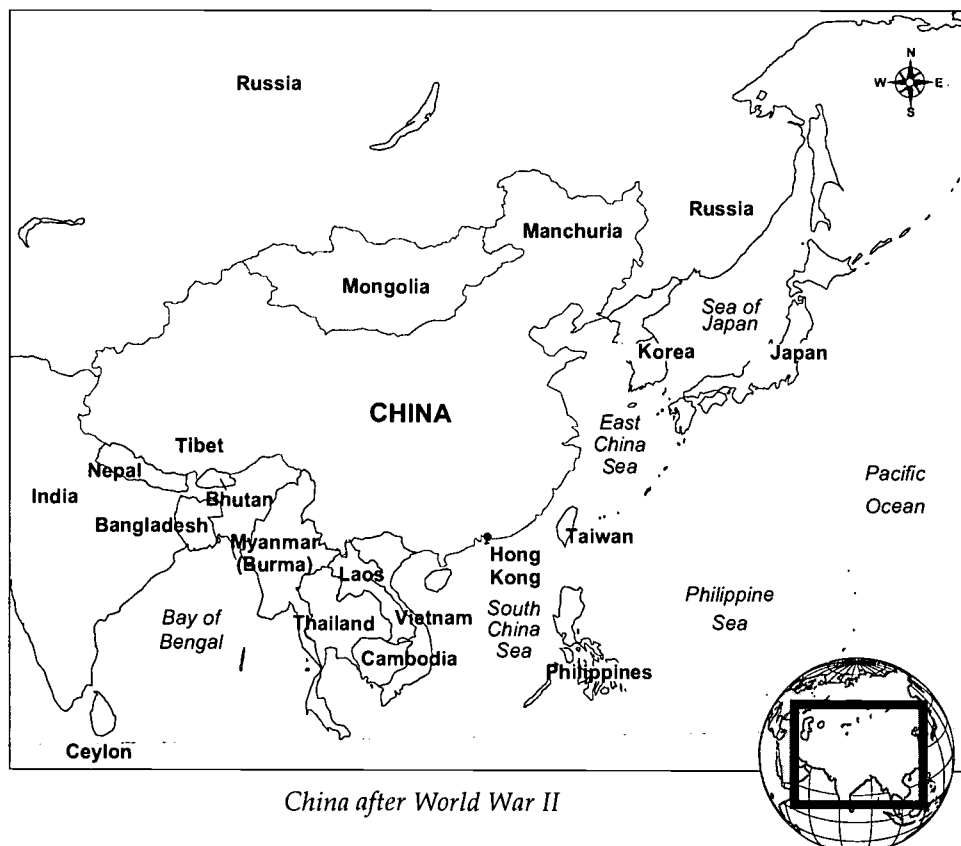 N
W E
S
Russia
Russia
Manchuria
Mongolia
Sea of
Japan
Korea
Japan
CHINA
East
China
Sea
Tibet
Nepal
India
Bhutan
Bangladesh
Pacific
Ocean
Myanmar
(Burma)
Taiwan
Hong
Kong
Laos
Bay of
Bengal
Thailand
Vietnam
South
China
Sea
Philippine
Sea
Cambodia
Philippines
Ceylon
China after World War II